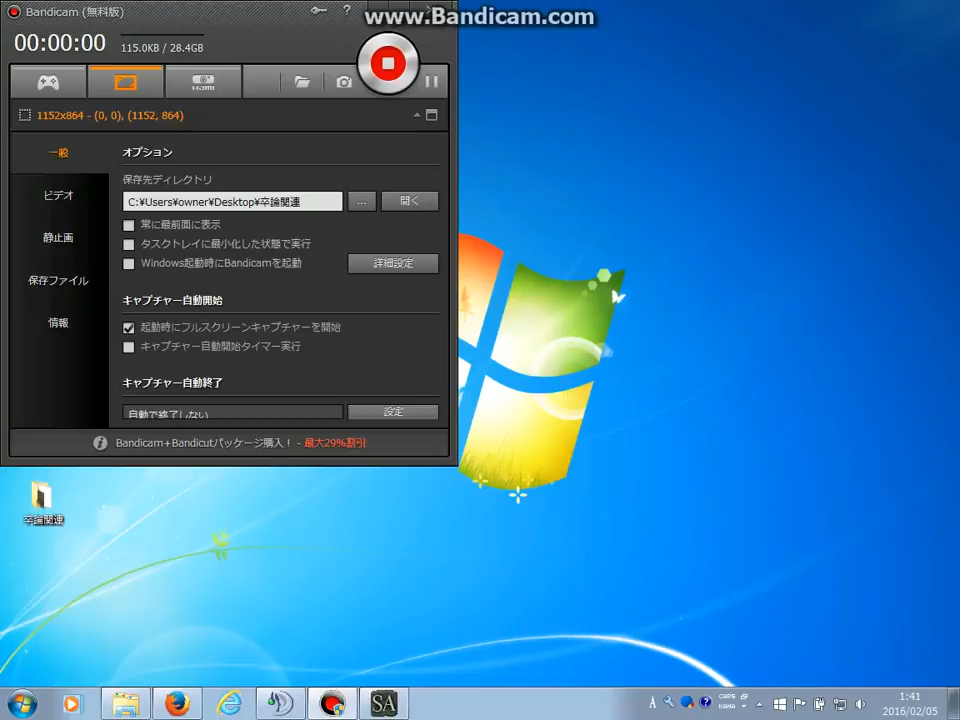 Bandicam (無料版)
?
www.Bandicam.com
00:00:00
115.0KB / 28.4GB
HDMI
1152x864 - (0, 0), (1152, 864)
一般
ビデオ
静止画
保存ファイル
情報
オプション
保存先ディレクトリ
C:¥Users¥owner¥Desktop¥卒論関連
...
開く
常に最前面に表示
タスクトレイに最小化した状態で実行
Windows起動時にBandicamを起動
詳細設定
キャプチャー自動開始
起動時にフルスクリーンキャプチャーを開始
キャプチャー自動開始タイマー実行
キャプチャー自動終了
自動で終了しない
設定
Bandicam+Bandicutパッケージ購入！ - 最大29%割引
卒論関連
SA
A
?
CAPS
KANA
1:41
2016/02/05